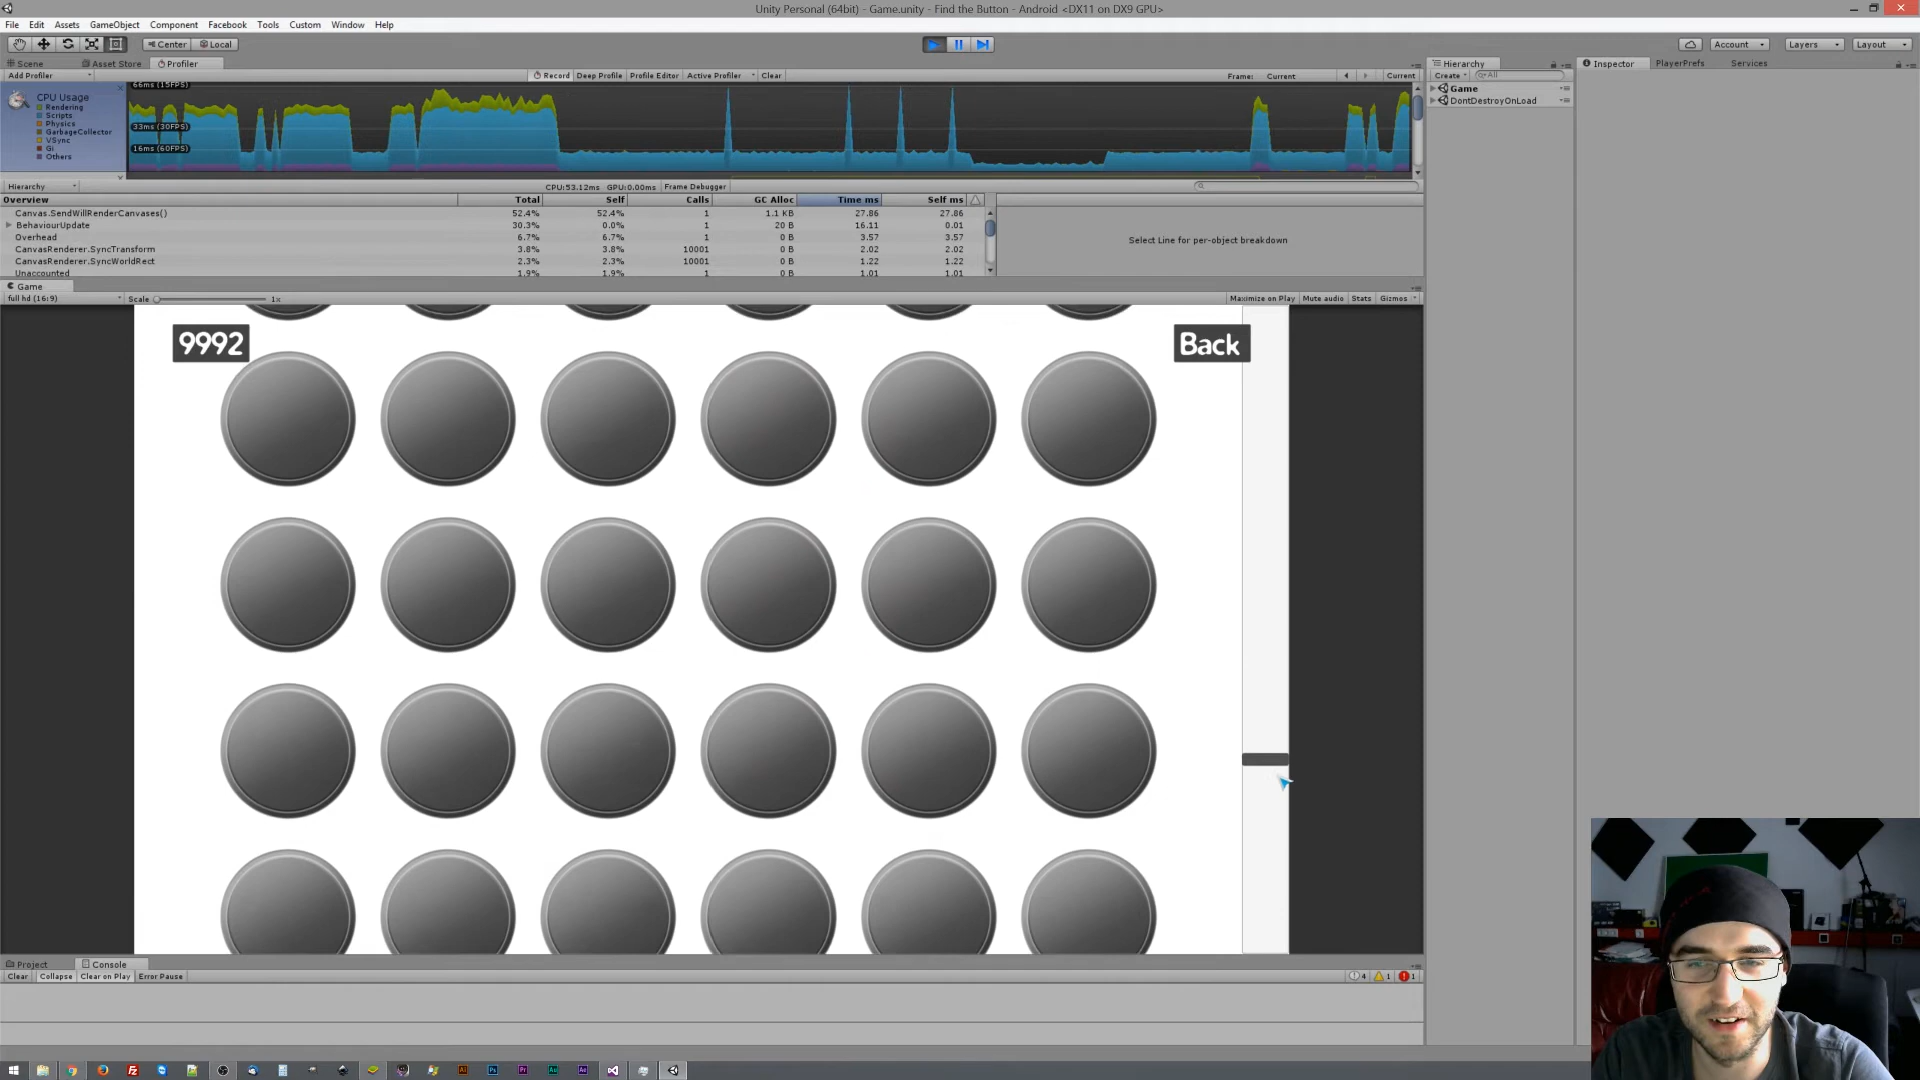 Unity Personal (64bit) - Game.unity - Find the Button - Android <DX11 on DX9 GPU>
File Edit Assets GameObject Component Facebook Tools Custom Window Help
Center Local Account Layers Layout
Scene Asset Store Profiler Hierarchy Inspector PlayerPrefs Services
Add Profiler Record Deep Profile Profile Editor Active Profiler Clear Frame: Current Current Create All
CPU Usage
Rendering
Scripts
Physics
GarbageCollector
VSync
Gi
Others
66ms (15FPS)
33ms (30FPS)
16ms (60FPS)
Game
DontDestroyOnLoad
Hierarchy CPU:53.12ms GPU:0.00ms Frame Debugger
Overview Total Self Calls GC Alloc Time ms Self ms
Canvas.SendWillRenderCanvases() 52.4% 52.4% 1 1.1 KB 27.86 27.86
BehaviourUpdate 30.3% 0.0% 1 20 B 16.11 0.01
Overhead 6.7% 6.7% 1 0 B 3.57 3.57
CanvasRenderer.SyncTransform 3.8% 3.8% 10001 0 B 2.02 2.02
CanvasRenderer.SyncWorldRect 2.3% 2.3% 10001 0 B 1.22 1.22
Unaccounted 1.9% 1.9% 1 0 B 1.01 1.01
Select Line for per-object breakdown
Game
full hd (16:9) Scale 1x Maximize on Play Mute audio Stats Gizmos
9992 Back
Project Console
Clear Collapse Clear on Play Error Pause 4 1 1